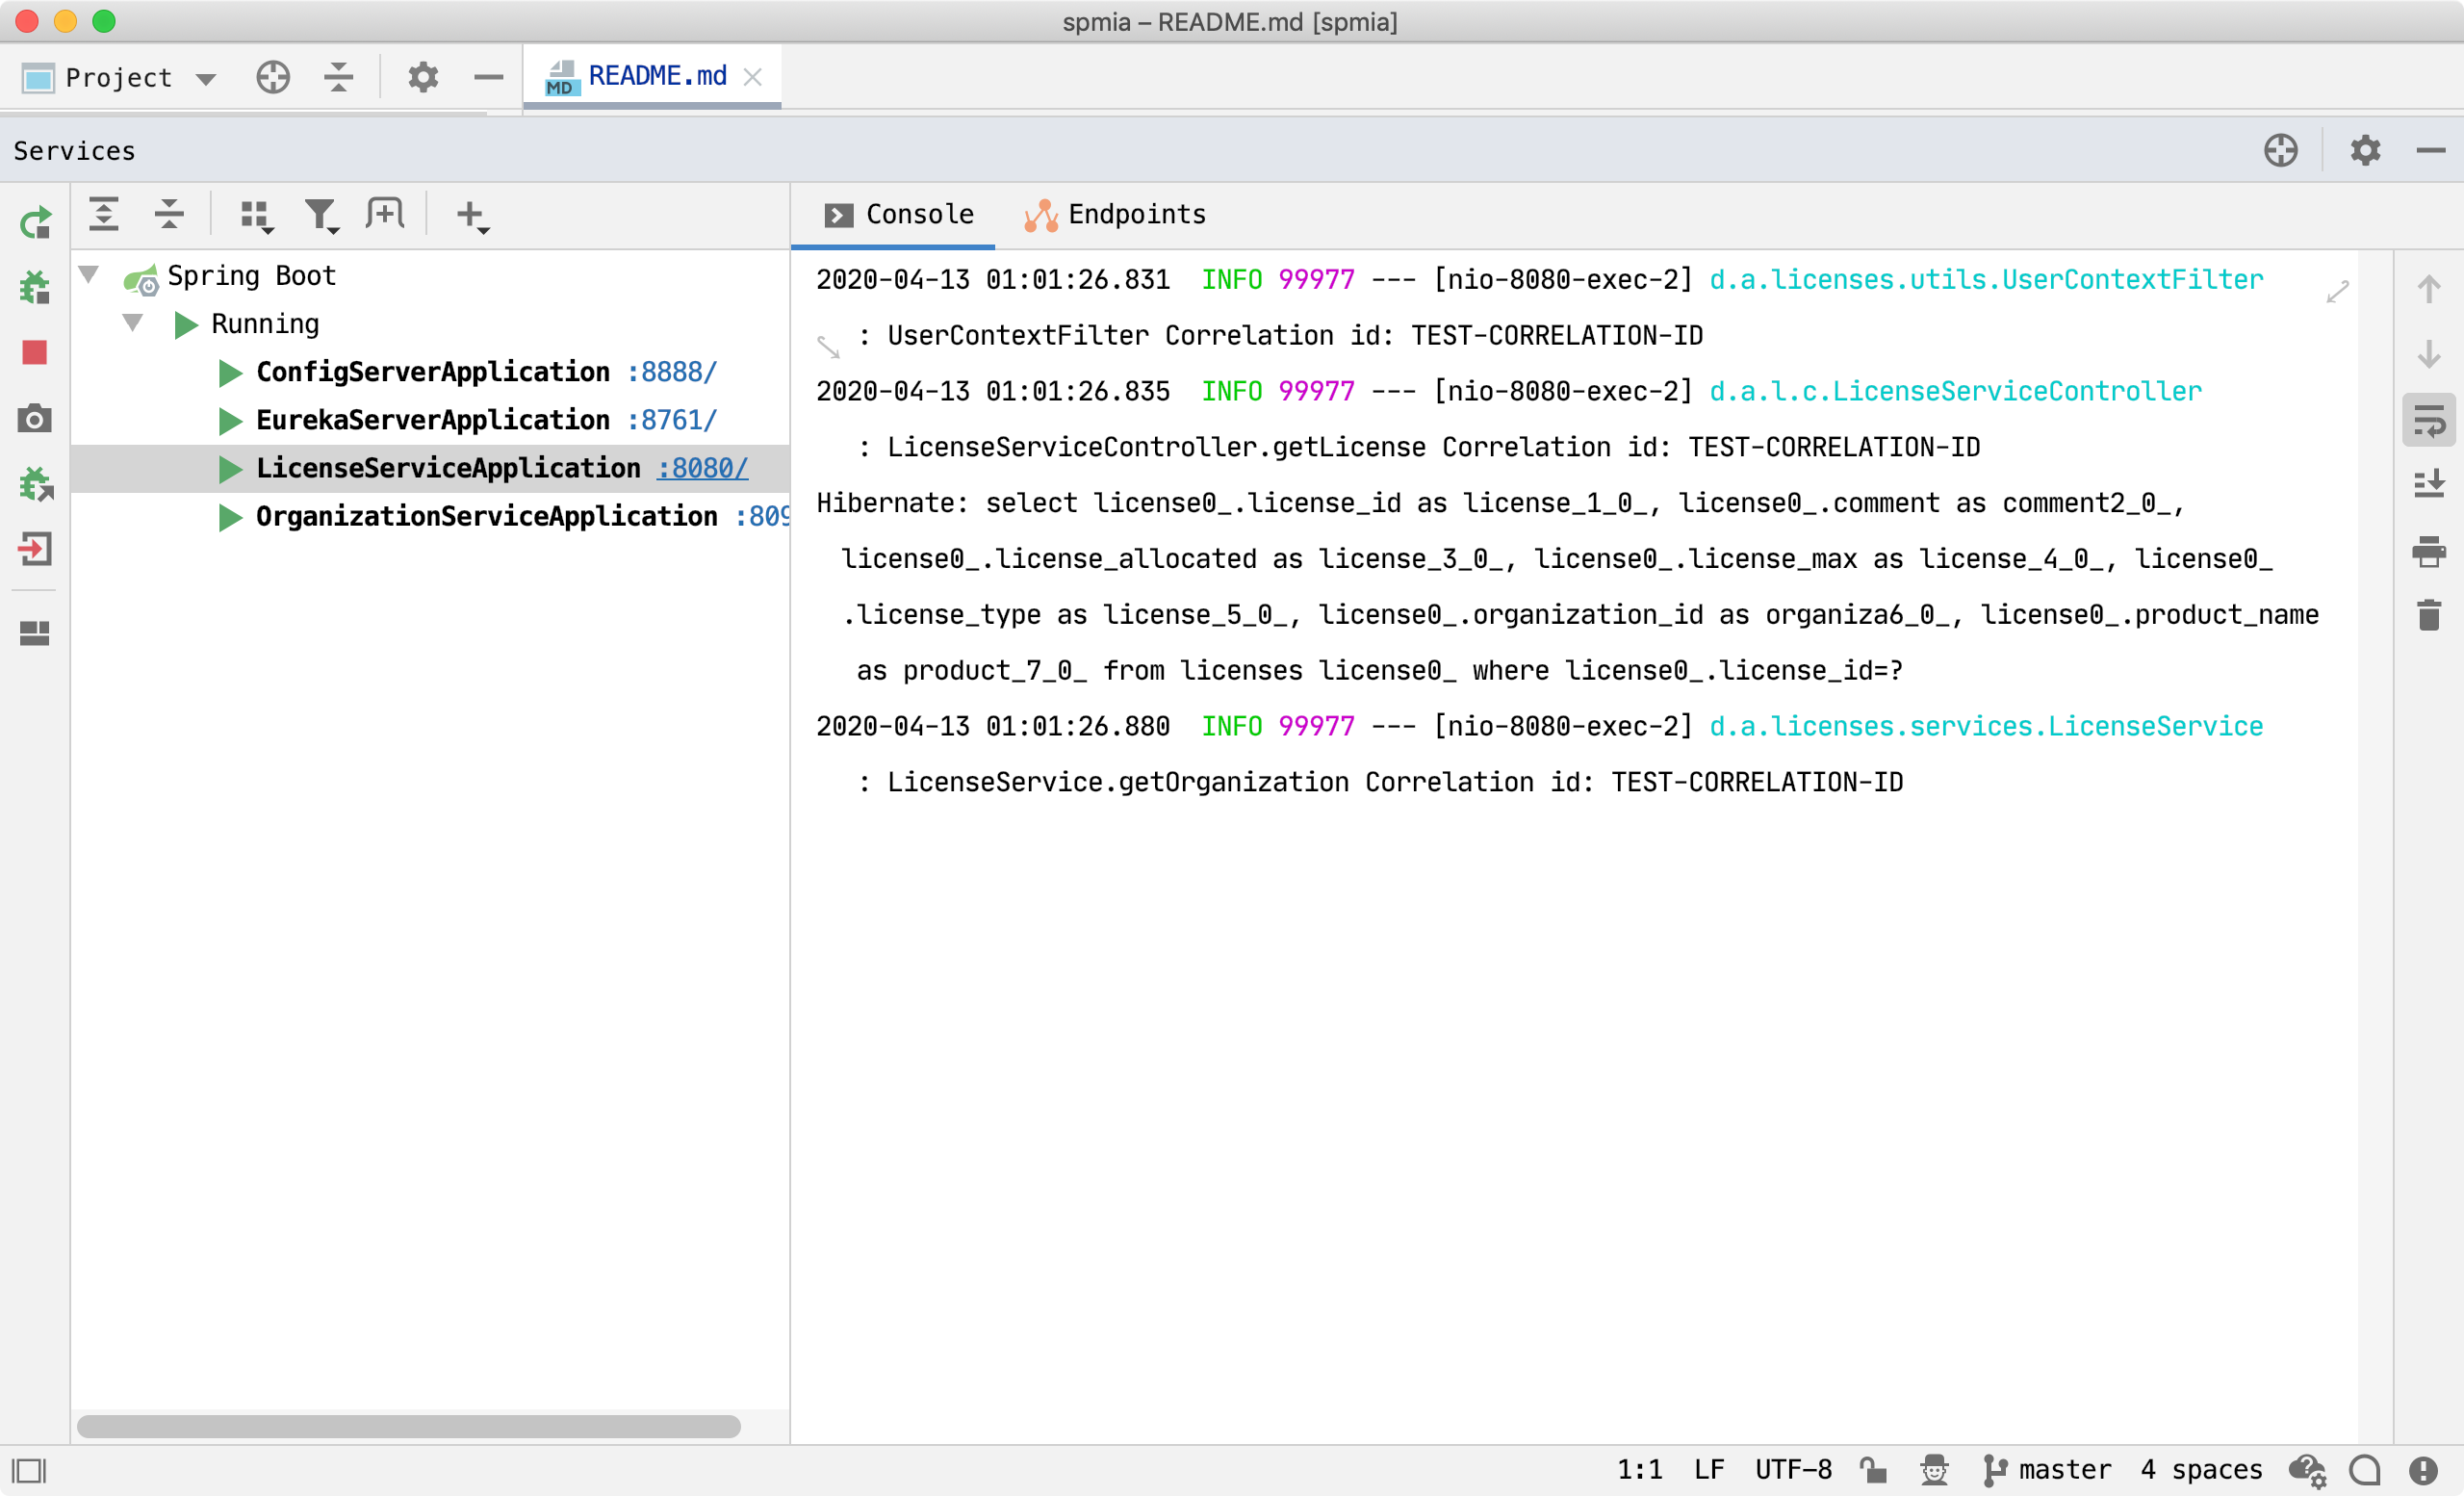 spmia – README.md [spmia]
Project
MD README.md
Services
Console Endpoints
Spring Boot
Running
ConfigServerApplication :8888/
EurekaServerApplication :8761/
LicenseServiceApplication :8080/
OrganizationServiceApplication :809
2020-04-13 01:01:26.831  INFO 99977 --- [nio-8080-exec-2] d.a.licenses.utils.UserContextFilter
: UserContextFilter Correlation id: TEST-CORRELATION-ID
2020-04-13 01:01:26.835  INFO 99977 --- [nio-8080-exec-2] d.a.l.c.LicenseServiceController
: LicenseServiceController.getLicense Correlation id: TEST-CORRELATION-ID
Hibernate: select license0_.license_id as license_1_0_, license0_.comment as comment2_0_,
license0_.license_allocated as license_3_0_, license0_.license_max as license_4_0_, license0_
.license_type as license_5_0_, license0_.organization_id as organiza6_0_, license0_.product_name
as product_7_0_ from licenses license0_ where license0_.license_id=?
2020-04-13 01:01:26.880  INFO 99977 --- [nio-8080-exec-2] d.a.licenses.services.LicenseService
: LicenseService.getOrganization Correlation id: TEST-CORRELATION-ID
1:1 LF UTF-8 master 4 spaces